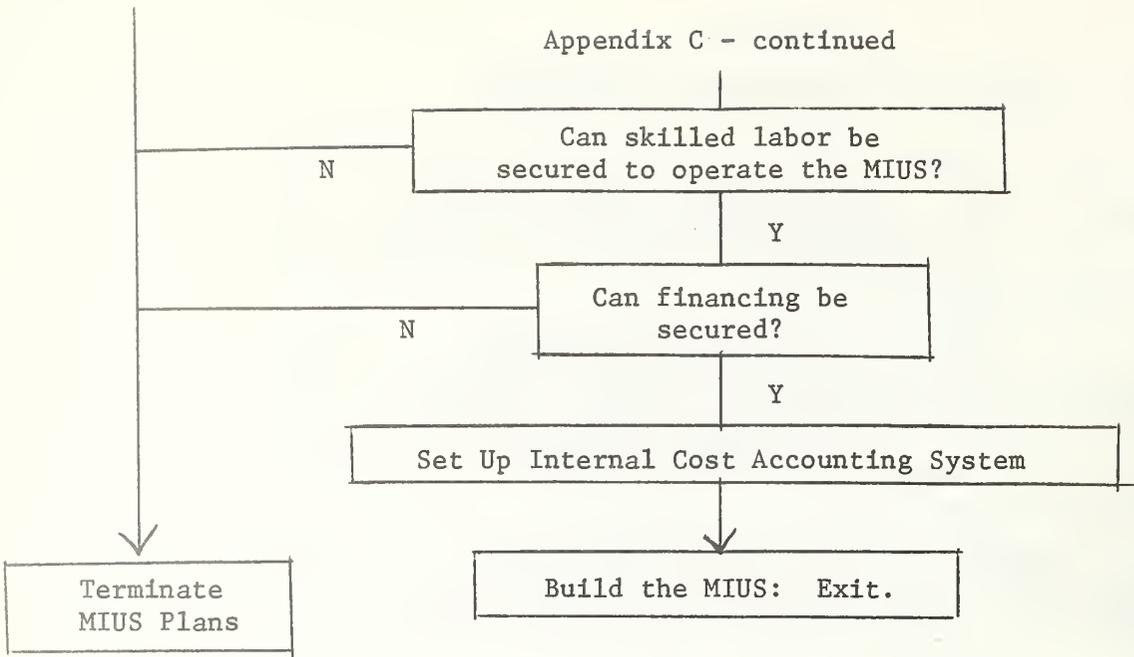 Appendix C - continued
Can skilled labor be
secured to operate the MIUS?
N
Y
Can financing be
secured?
N
Y
Set Up Internal Cost Accounting System
Terminate
MIUS Plans
Build the MIUS: Exit.